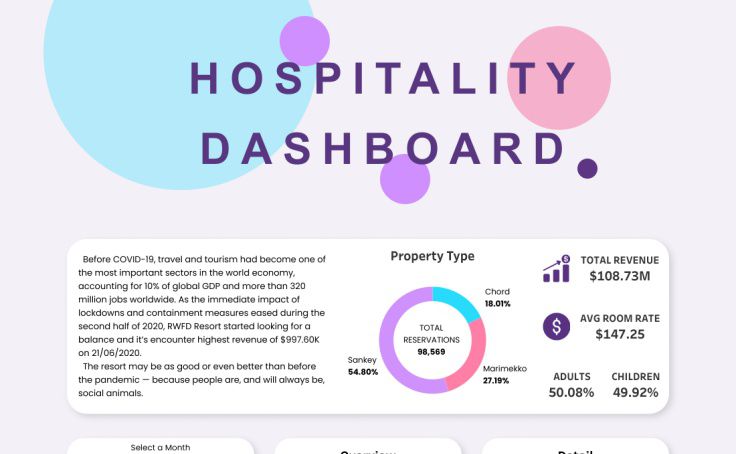 HOSPITALITY
DASHBOARD
Before COVID-19, travel and tourism had become one of
the most important sectors in the world economy,
accounting for 10% of global GDP and more than 320
million jobs worldwide. As the immediate impact of
lockdowns and containment measures eased during the
second half of 2020, RWFD Resort started looking for a
balance and it's encounter highest revenue of $997.60K
on 21/06/2020.
The resort may be as good or even better than before
the pandemic — because people are, and will always be,
social animals.
Property Type
Chord
18.01%
TOTAL
RESERVATIONS
98,569
Sankey
54.80%
Marimekko
27.19%
TOTAL REVENUE
$108.73M
AVG ROOM RATE
$147.25
ADULTS CHILDREN
50.08% 49.92%
Select a Month
Overview
Detail